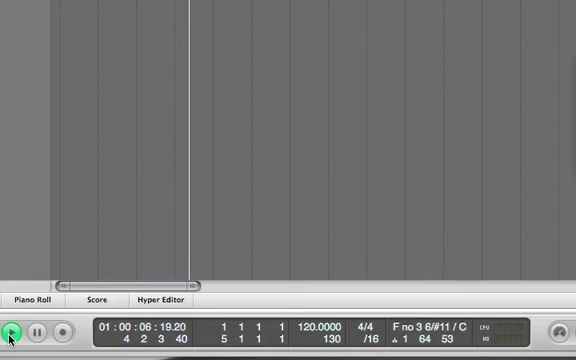 Piano Roll Score Hyper Editor
01 : 00 : 06 : 19.20 1 1 1 1 120.0000 4/4 F no 3 6/#11 / C CPU
4 2 3 40 5 1 1 1 130 /16 1 64 53 HD